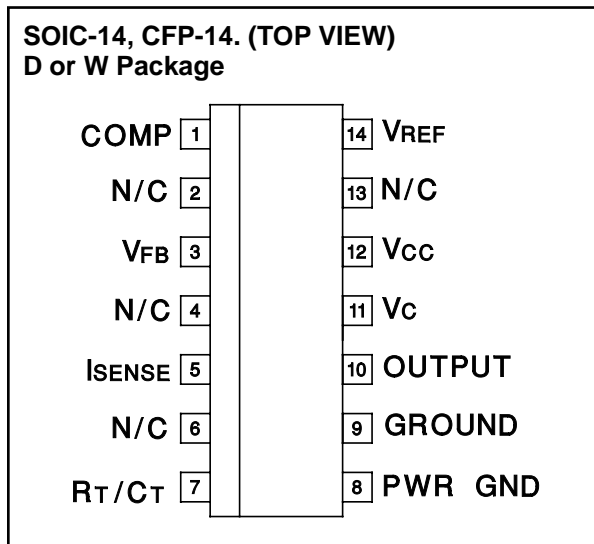 SOIC-14, CFP-14. (TOP VIEW)
D or W Package
COMP 1 14 VREF
N/C 2 13 N/C
VFB 3 12 VCC
N/C 4 11 VC
ISENSE 5 10 OUTPUT
N/C 6 9 GROUND
RT/CT 7 8 PWR GND